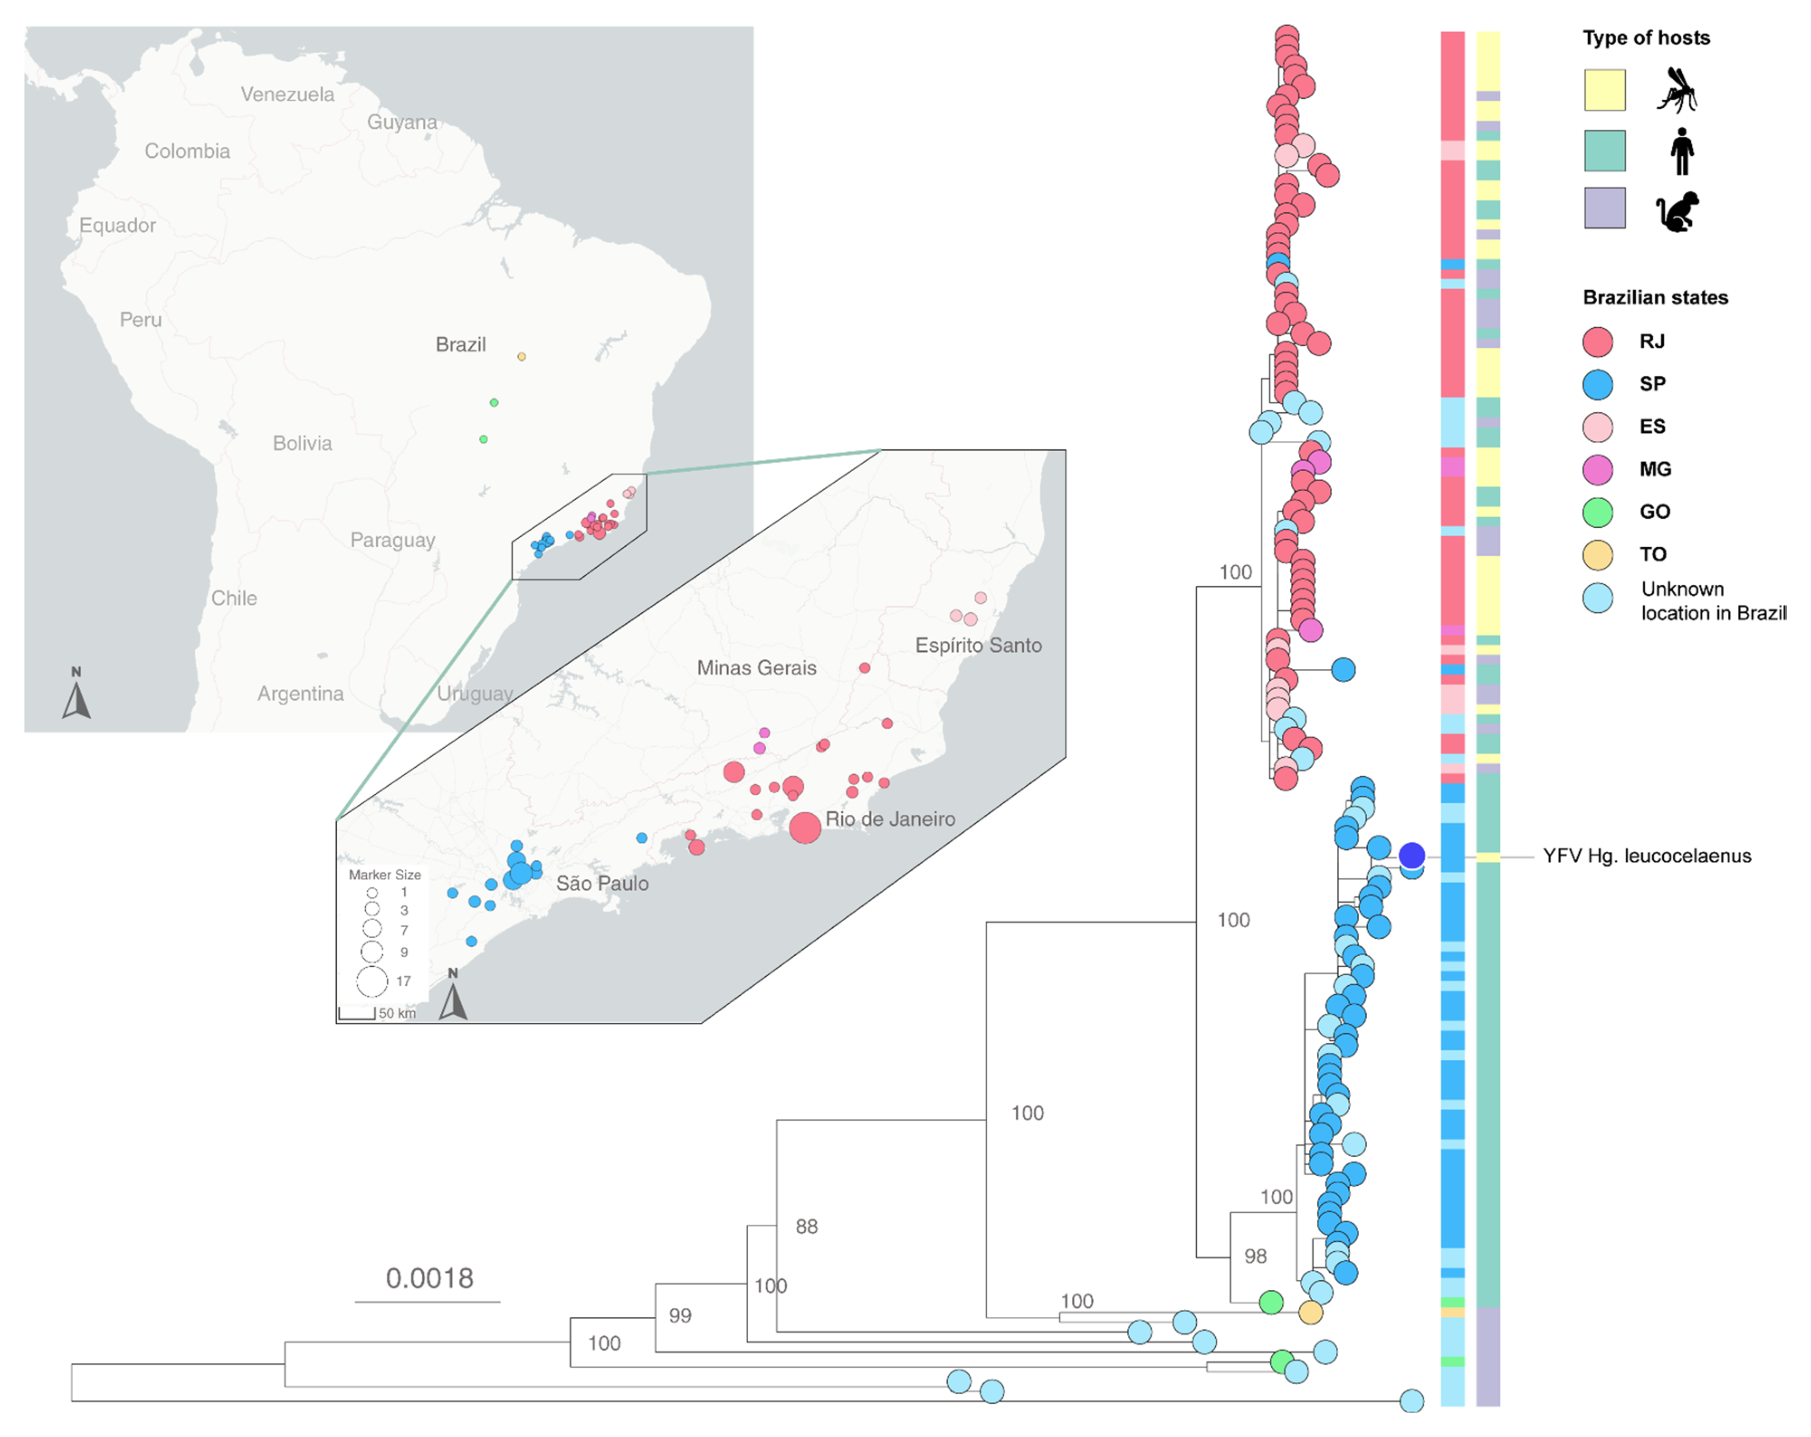 Venezuela
Guyana
Colombia
Equador
Peru
Brazil
Bolivia
Paraguay
Chile
Argentina
Uruguay
N
Espírito Santo
Minas Gerais
Rio de Janeiro
São Paulo
Marker Size
1
3
7
9
17
N
50 km
Type of hosts
Brazilian states
RJ
SP
ES
MG
GO
TO
Unknown
location in Brazil
100
100
YFV Hg. leucocelaenus
100
100
98
88
100
100
99
100
0.0018